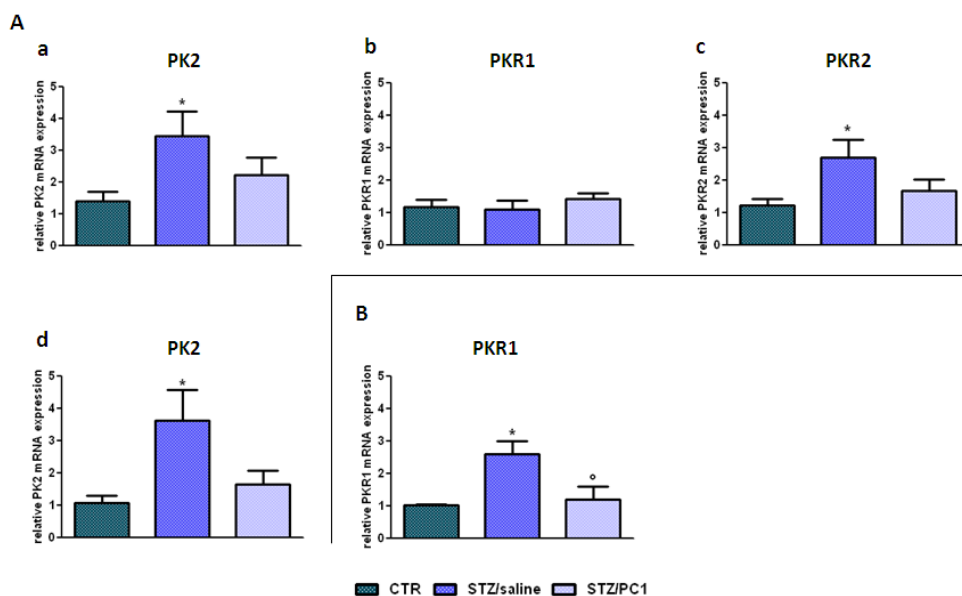 A
a
PK2
relative PK2 mRNA expression
5
4
3
2
1
0
*
b
PKR1
relative PKR1 mRNA expression
5
4
3
2
1
0
c
PKR2
relative PKR2 mRNA expression
5
4
3
2
1
0
*
d
PK2
relative PK2 mRNA expression
5
4
3
2
1
0
*
B
PKR1
relative PKR1 mRNA expression
5
4
3
2
1
0
*
°
CTR STZ/saline STZ/PC1